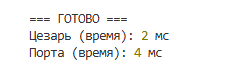 === ГОТОВО ===
Цезарь (время): 2 мс
Порта (время): 4 мс